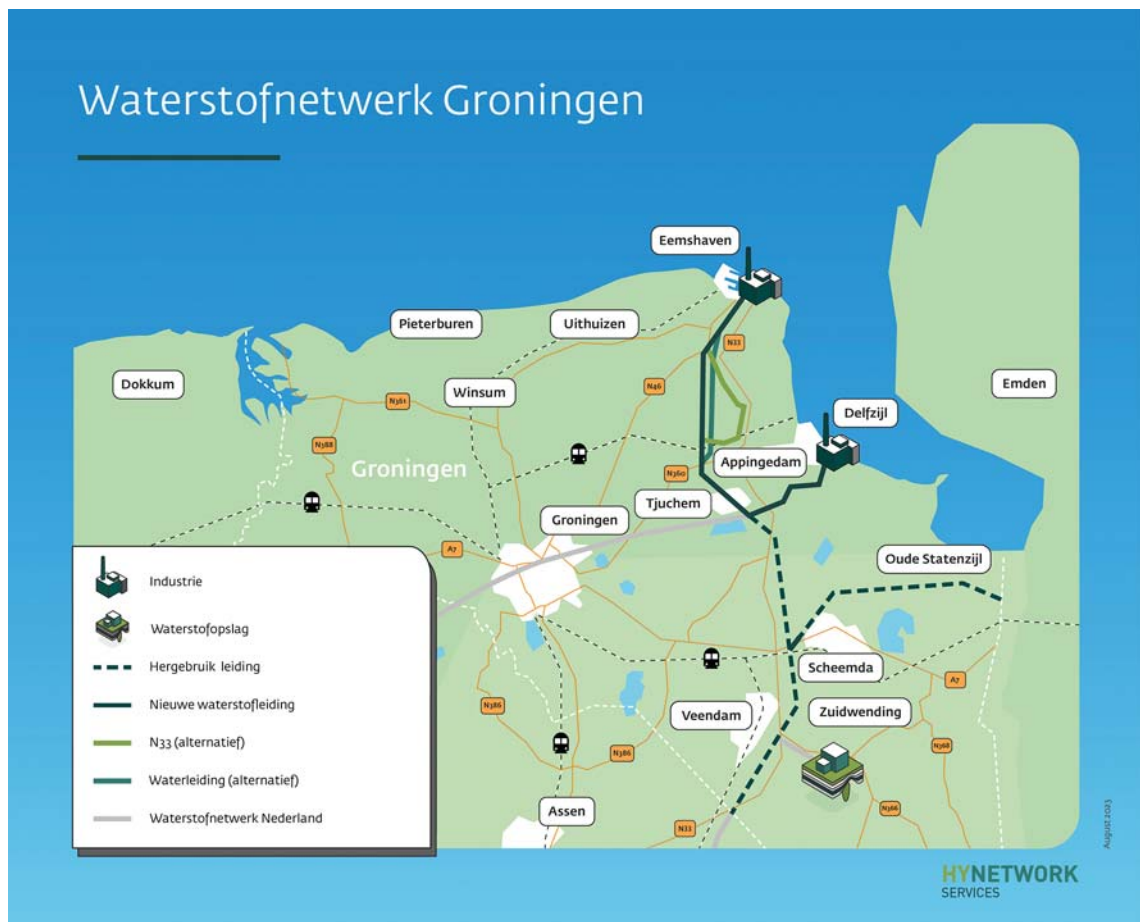 Waterstofnetwerk Groningen
Eemshaven
Pieterburen
Uithuizen
N33
Dokkum
Winsum
N46
Emden
N361
Delfzijl
N388
Groningen
Appingedam
N360
Tjuchem
Groningen
A7
Oude Statenzijl
Industrie
Waterstofopslag
Hergebruik leiding
Scheemda
A7
Nieuwe waterstofleiding
N386
Veendam
Zuidwending
N33 (alternatief)
N386
N368
Waterleiding (alternatief)
Assen
N33
N366
Waterstofnetwerk Nederland
August 2023
HYNETWORK
SERVICES